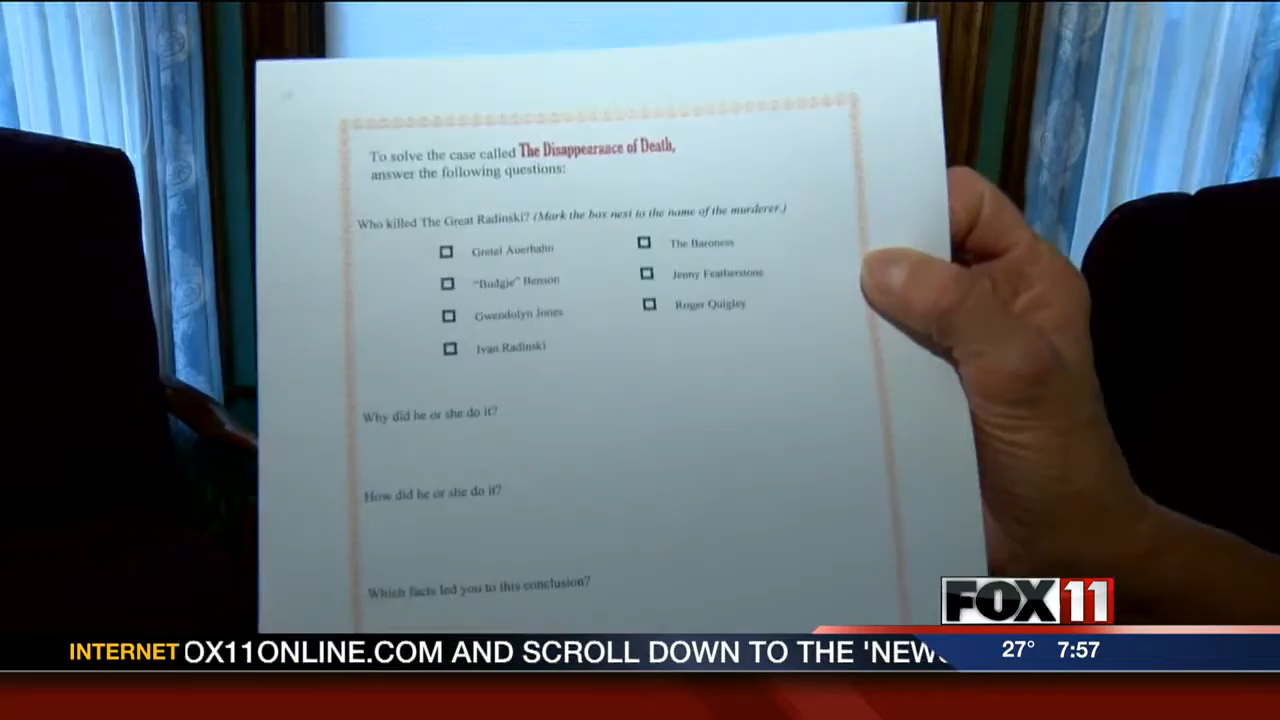 To solve the case called The Disappearance of Death,
answer the following questions:
Who killed The Great Radinski? (Mark the box next to the name of the murderer.)
Gretel Auerhahn
"Budgie" Benson
Gwendolyn Jones
Ivan Radinski
The Baroness
Jenny Featherstone
Roger Quigley
Why did he or she do it?
How did he or she do it?
Which facts led you to this conclusion?
FOX 11
INTERNET OX11ONLINE.COM AND SCROLL DOWN TO THE 'NEWS
27° 7:57